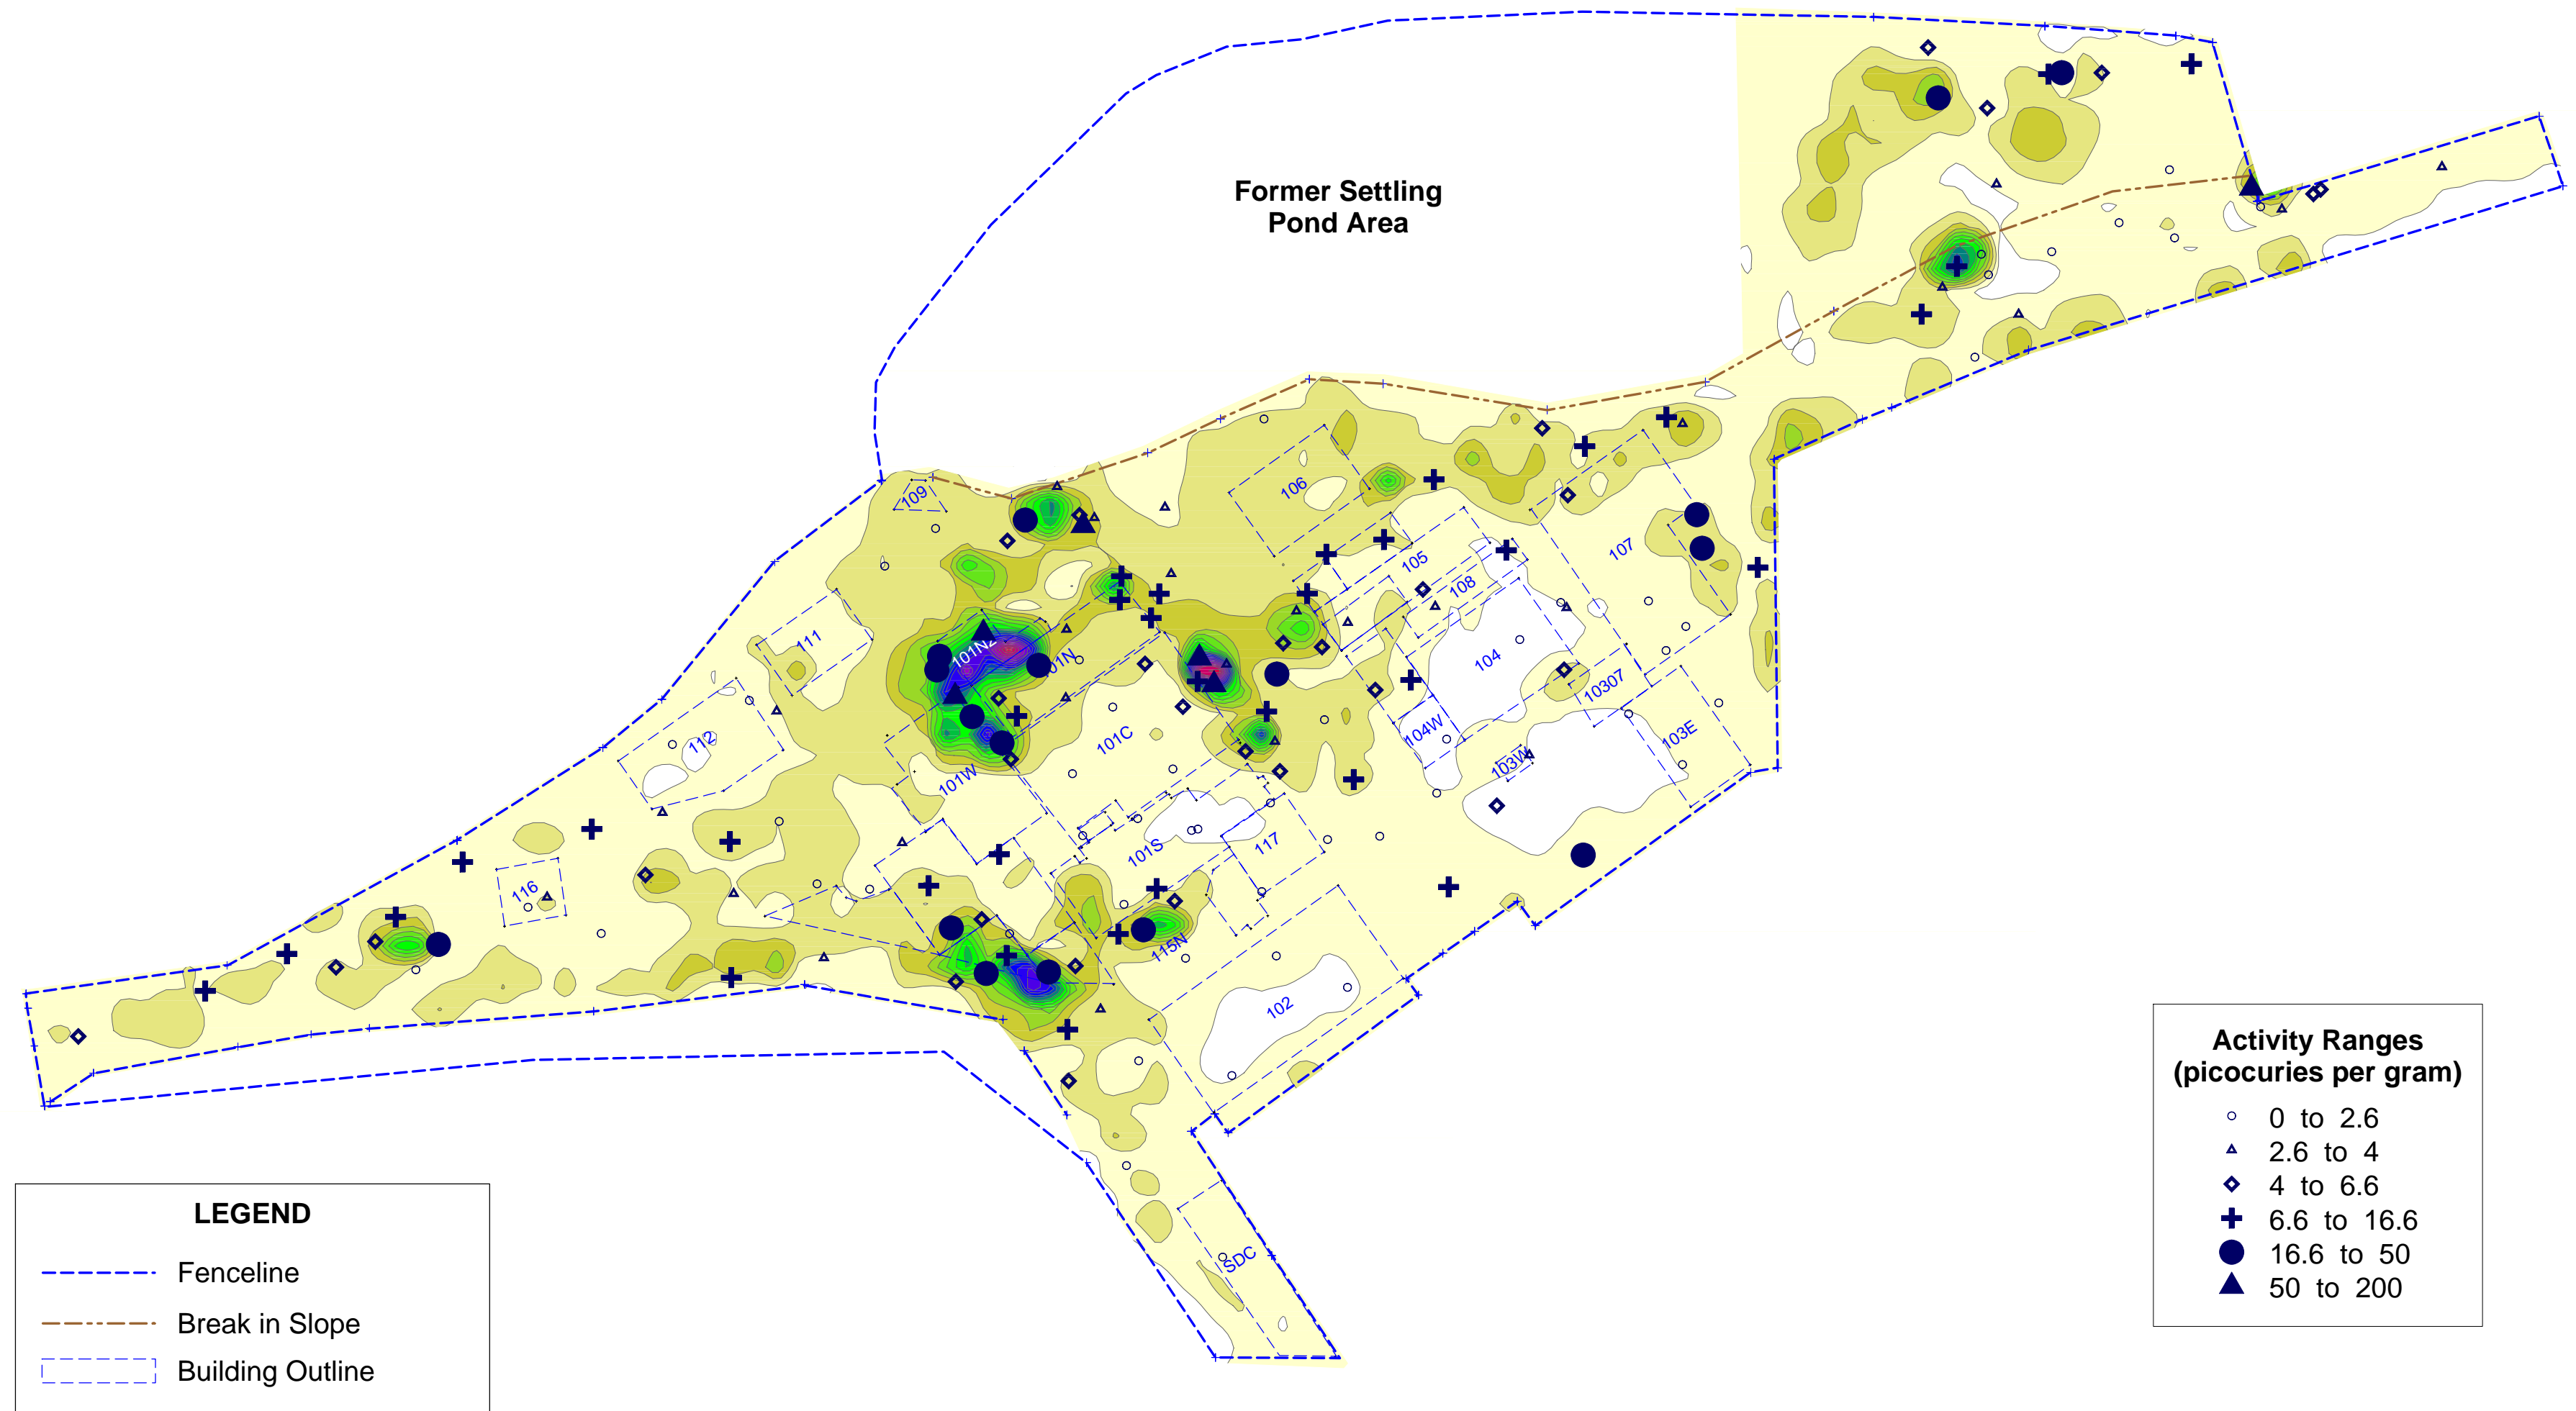 Former Settling
Pond Area
109
106
105
107
108
111
101N2
101N
104
10307
112
101C
104W
103E
103W
101W
101S
117
116
115N
102
SDC
Activity Ranges
(picocuries per gram)
0 to 2.6
2.6 to 4
4 to 6.6
6.6 to 16.6
16.6 to 50
50 to 200
LEGEND
Fenceline
Break in Slope
Building Outline